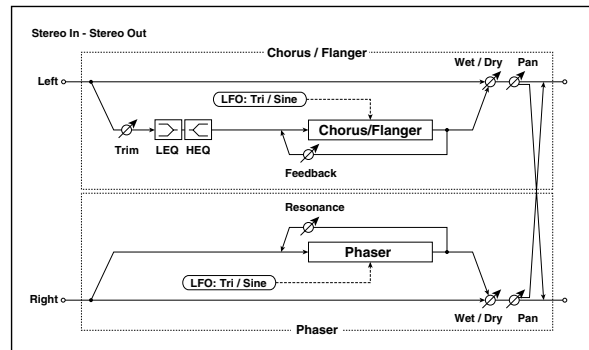 Stereo In - Stereo Out
Chorus / Flanger
Wet / Dry Pan
Left
LFO: Tri / Sine
Chorus/Flanger
Trim LEQ HEQ
Feedback
Resonance
Phaser
LFO: Tri / Sine
Right
Wet / Dry Pan
Phaser